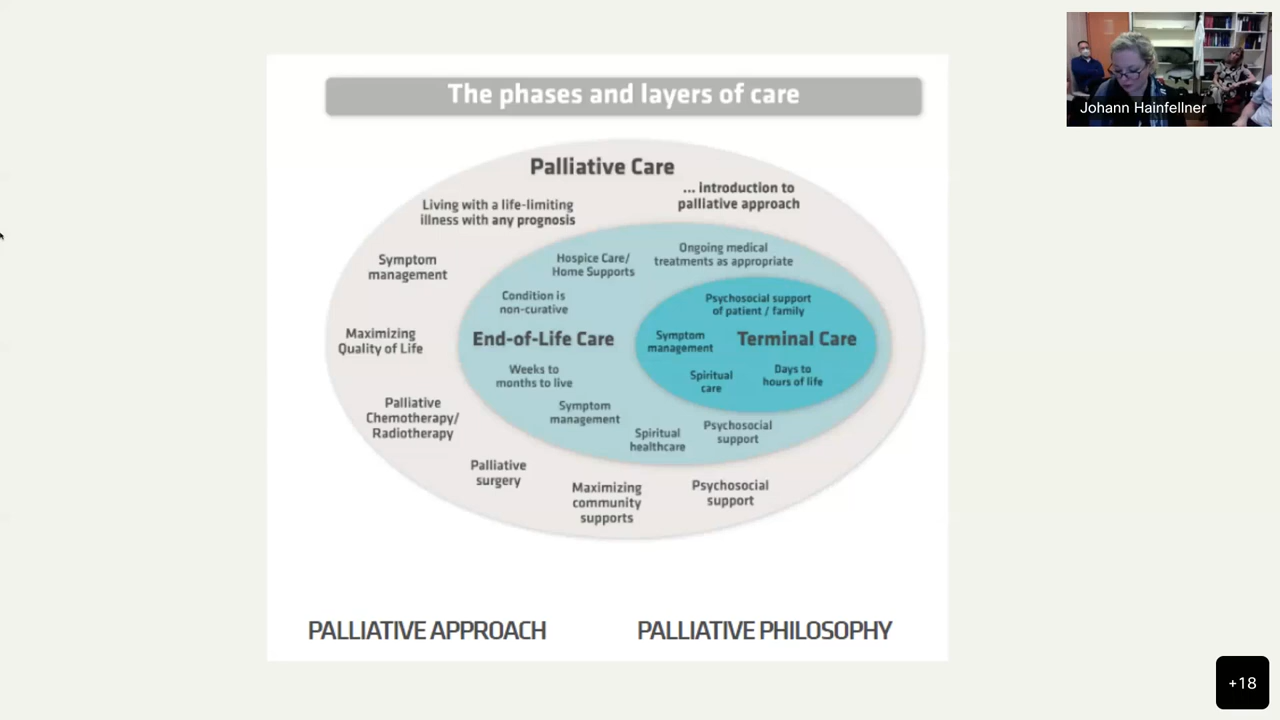 The phases and layers of care
Palliative Care
... introduction to
palliative approach
Living with a life-limiting
illness with any prognosis
Symptom
management
Maximizing
Quality of Life
Palliative
Chemotherapy/
Radiotherapy
Palliative
surgery
Maximizing
community
supports
Psychosocial
support
Hospice Care/
Home Supports
Ongoing medical
treatments as appropriate
Condition is
non-curative
End-of-Life Care
Weeks to
months to live
Symptom
management
Spiritual
healthcare
Psychosocial
support
Psychosocial support
of patient / family
Symptom
management
Terminal Care
Spiritual
care
Days to
hours of life
PALLIATIVE APPROACH
PALLIATIVE PHILOSOPHY
Johann Hainfellner
+18